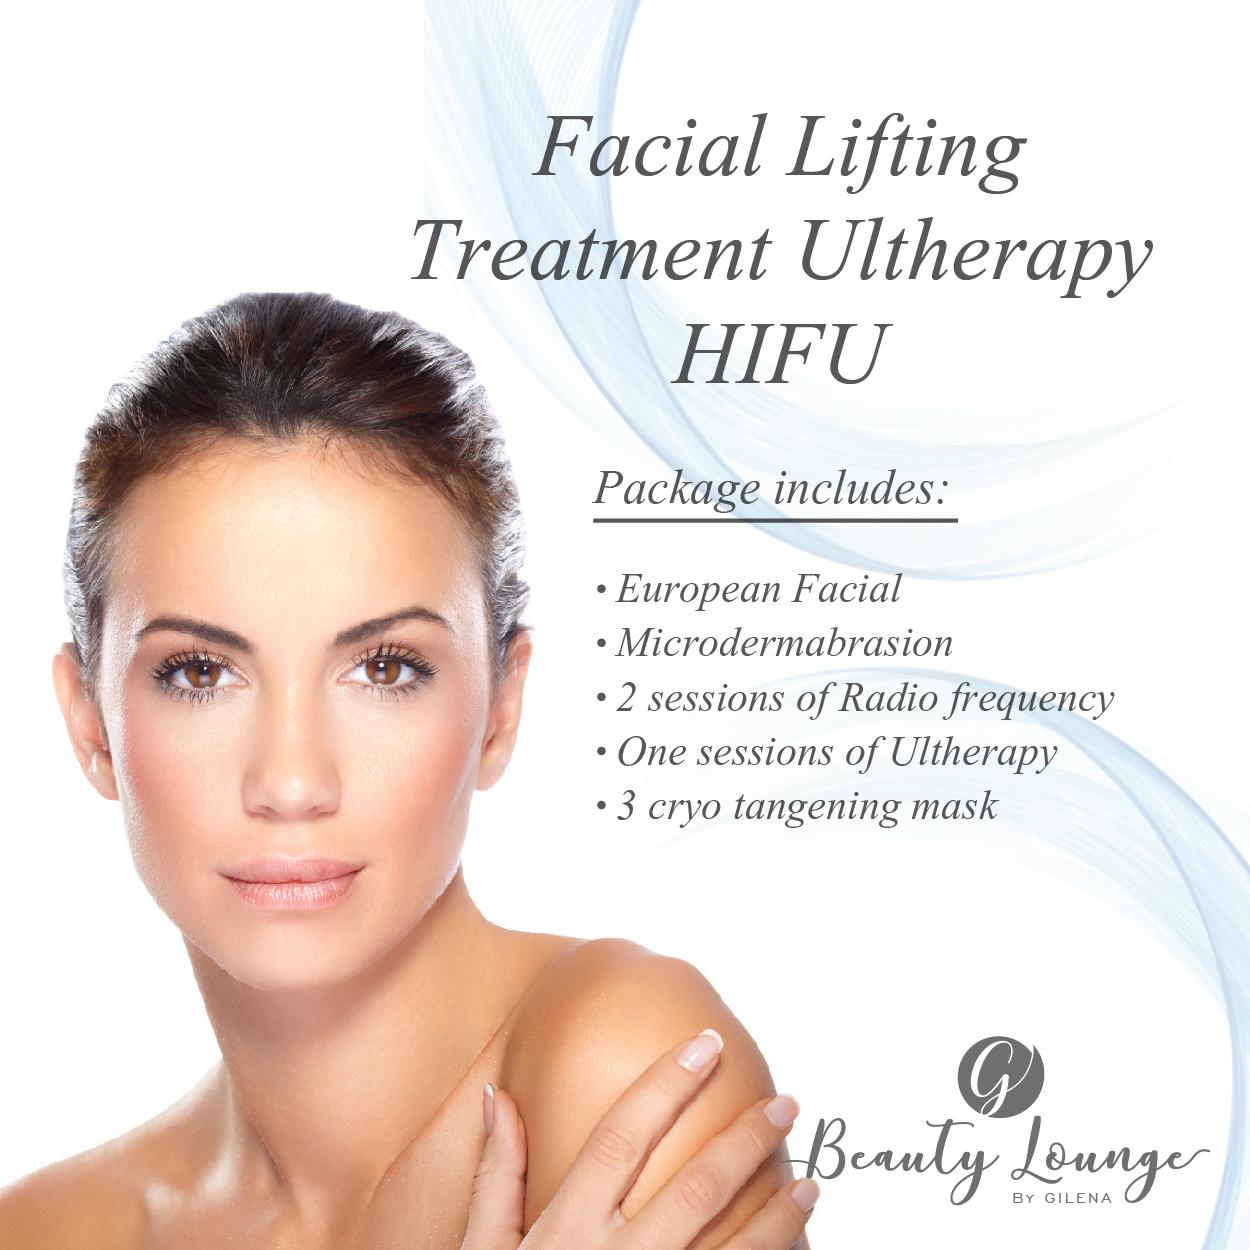 Facial Lifting
Treatment Ultherapy
HIFU
Package includes:
• European Facial
• Microdermabrasion
• 2 sessions of Radio frequency
• One sessions of Ultherapy
• 3 cryo tangening mask
G
Beauty Lounge
By GILENA